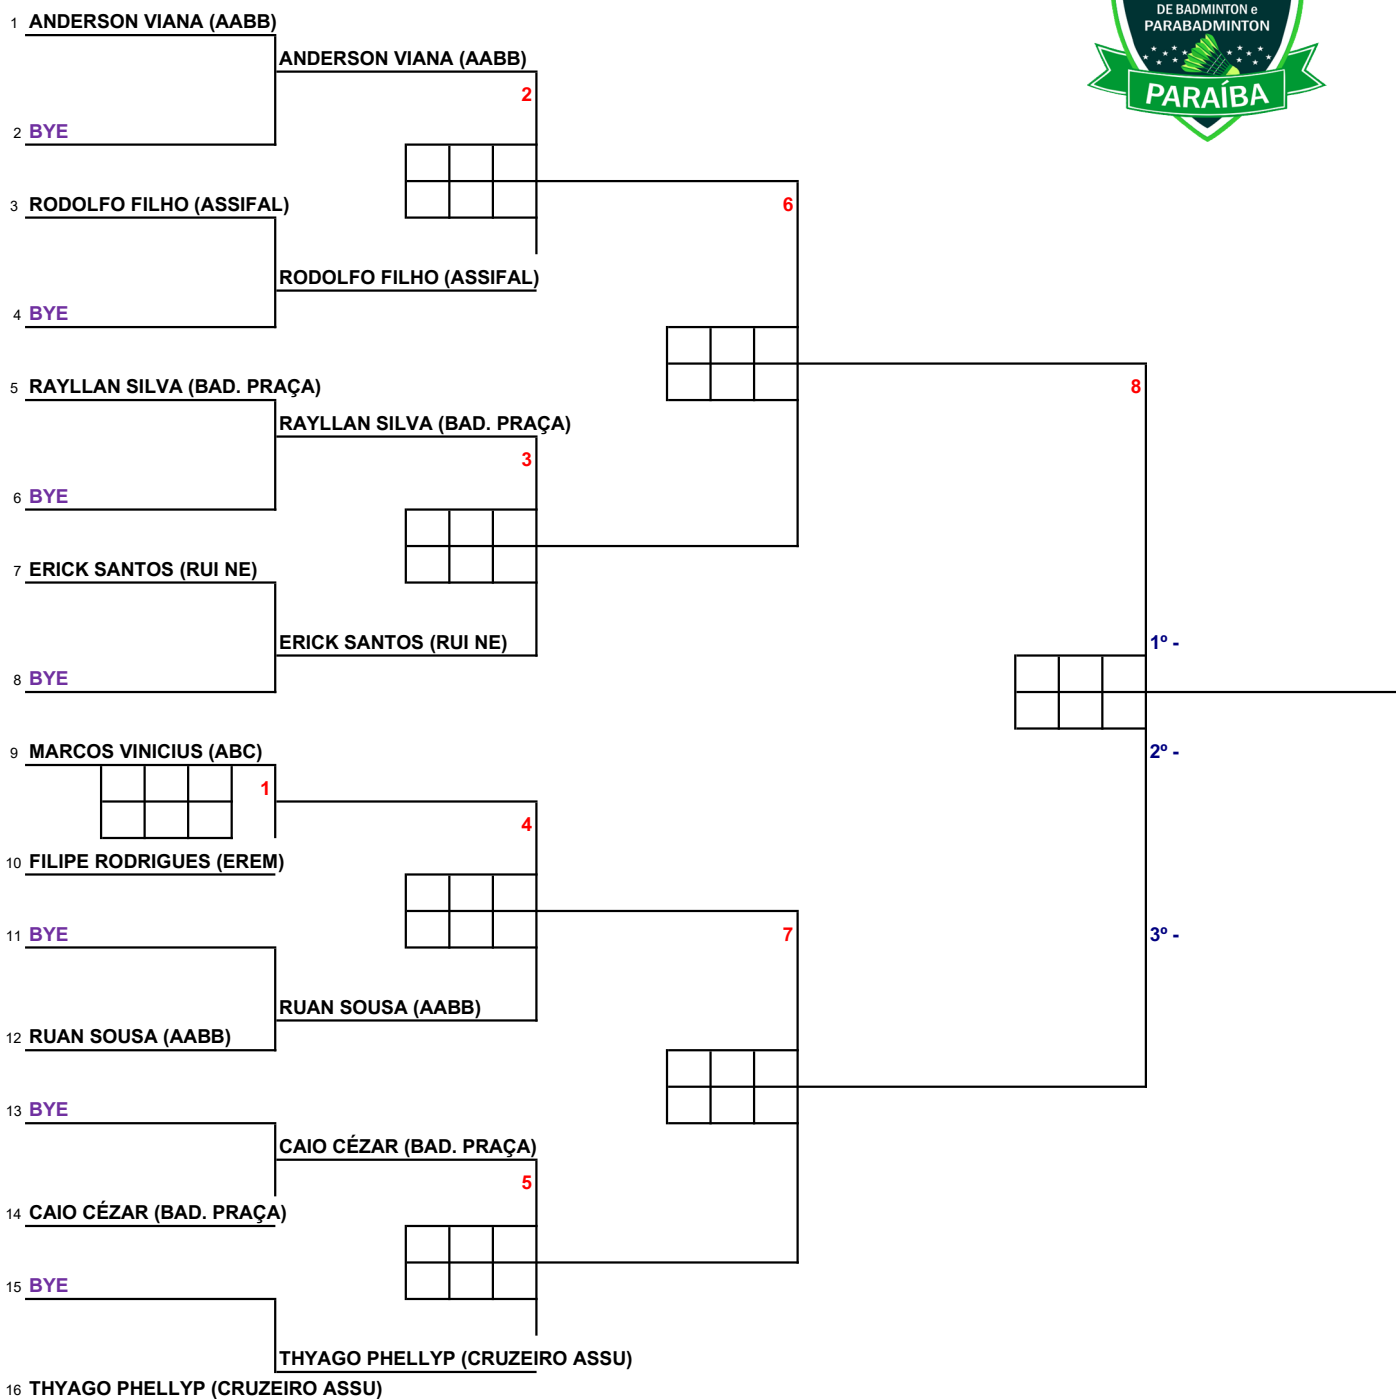 DE BADMINTON e
PARABADMINTON
PARAÍBA
1 ANDERSON VIANA (AABB)
ANDERSON VIANA (AABB)
2
2 BYE
3 RODOLFO FILHO (ASSIFAL)
6
RODOLFO FILHO (ASSIFAL)
4 BYE
5 RAYLLAN SILVA (BAD. PRAÇA)
8
RAYLLAN SILVA (BAD. PRAÇA)
3
6 BYE
7 ERICK SANTOS (RUI NE)
ERICK SANTOS (RUI NE)
1º -
8 BYE
9 MARCOS VINICIUS (ABC)
2º -
1
4
10 FILIPE RODRIGUES (EREM)
11 BYE
7
3º -
RUAN SOUSA (AABB)
12 RUAN SOUSA (AABB)
13 BYE
CAIO CÉZAR (BAD. PRAÇA)
5
14 CAIO CÉZAR (BAD. PRAÇA)
15 BYE
THYAGO PHELLYP (CRUZEIRO ASSU)
16 THYAGO PHELLYP (CRUZEIRO ASSU)